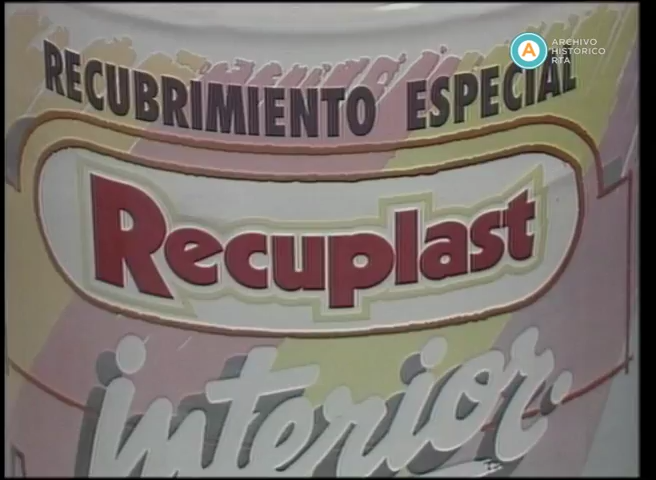 A ARCHIVO
HISTORICO
RTA
RECUBRIMIENTO ESPECIAL
Recuplast
interior